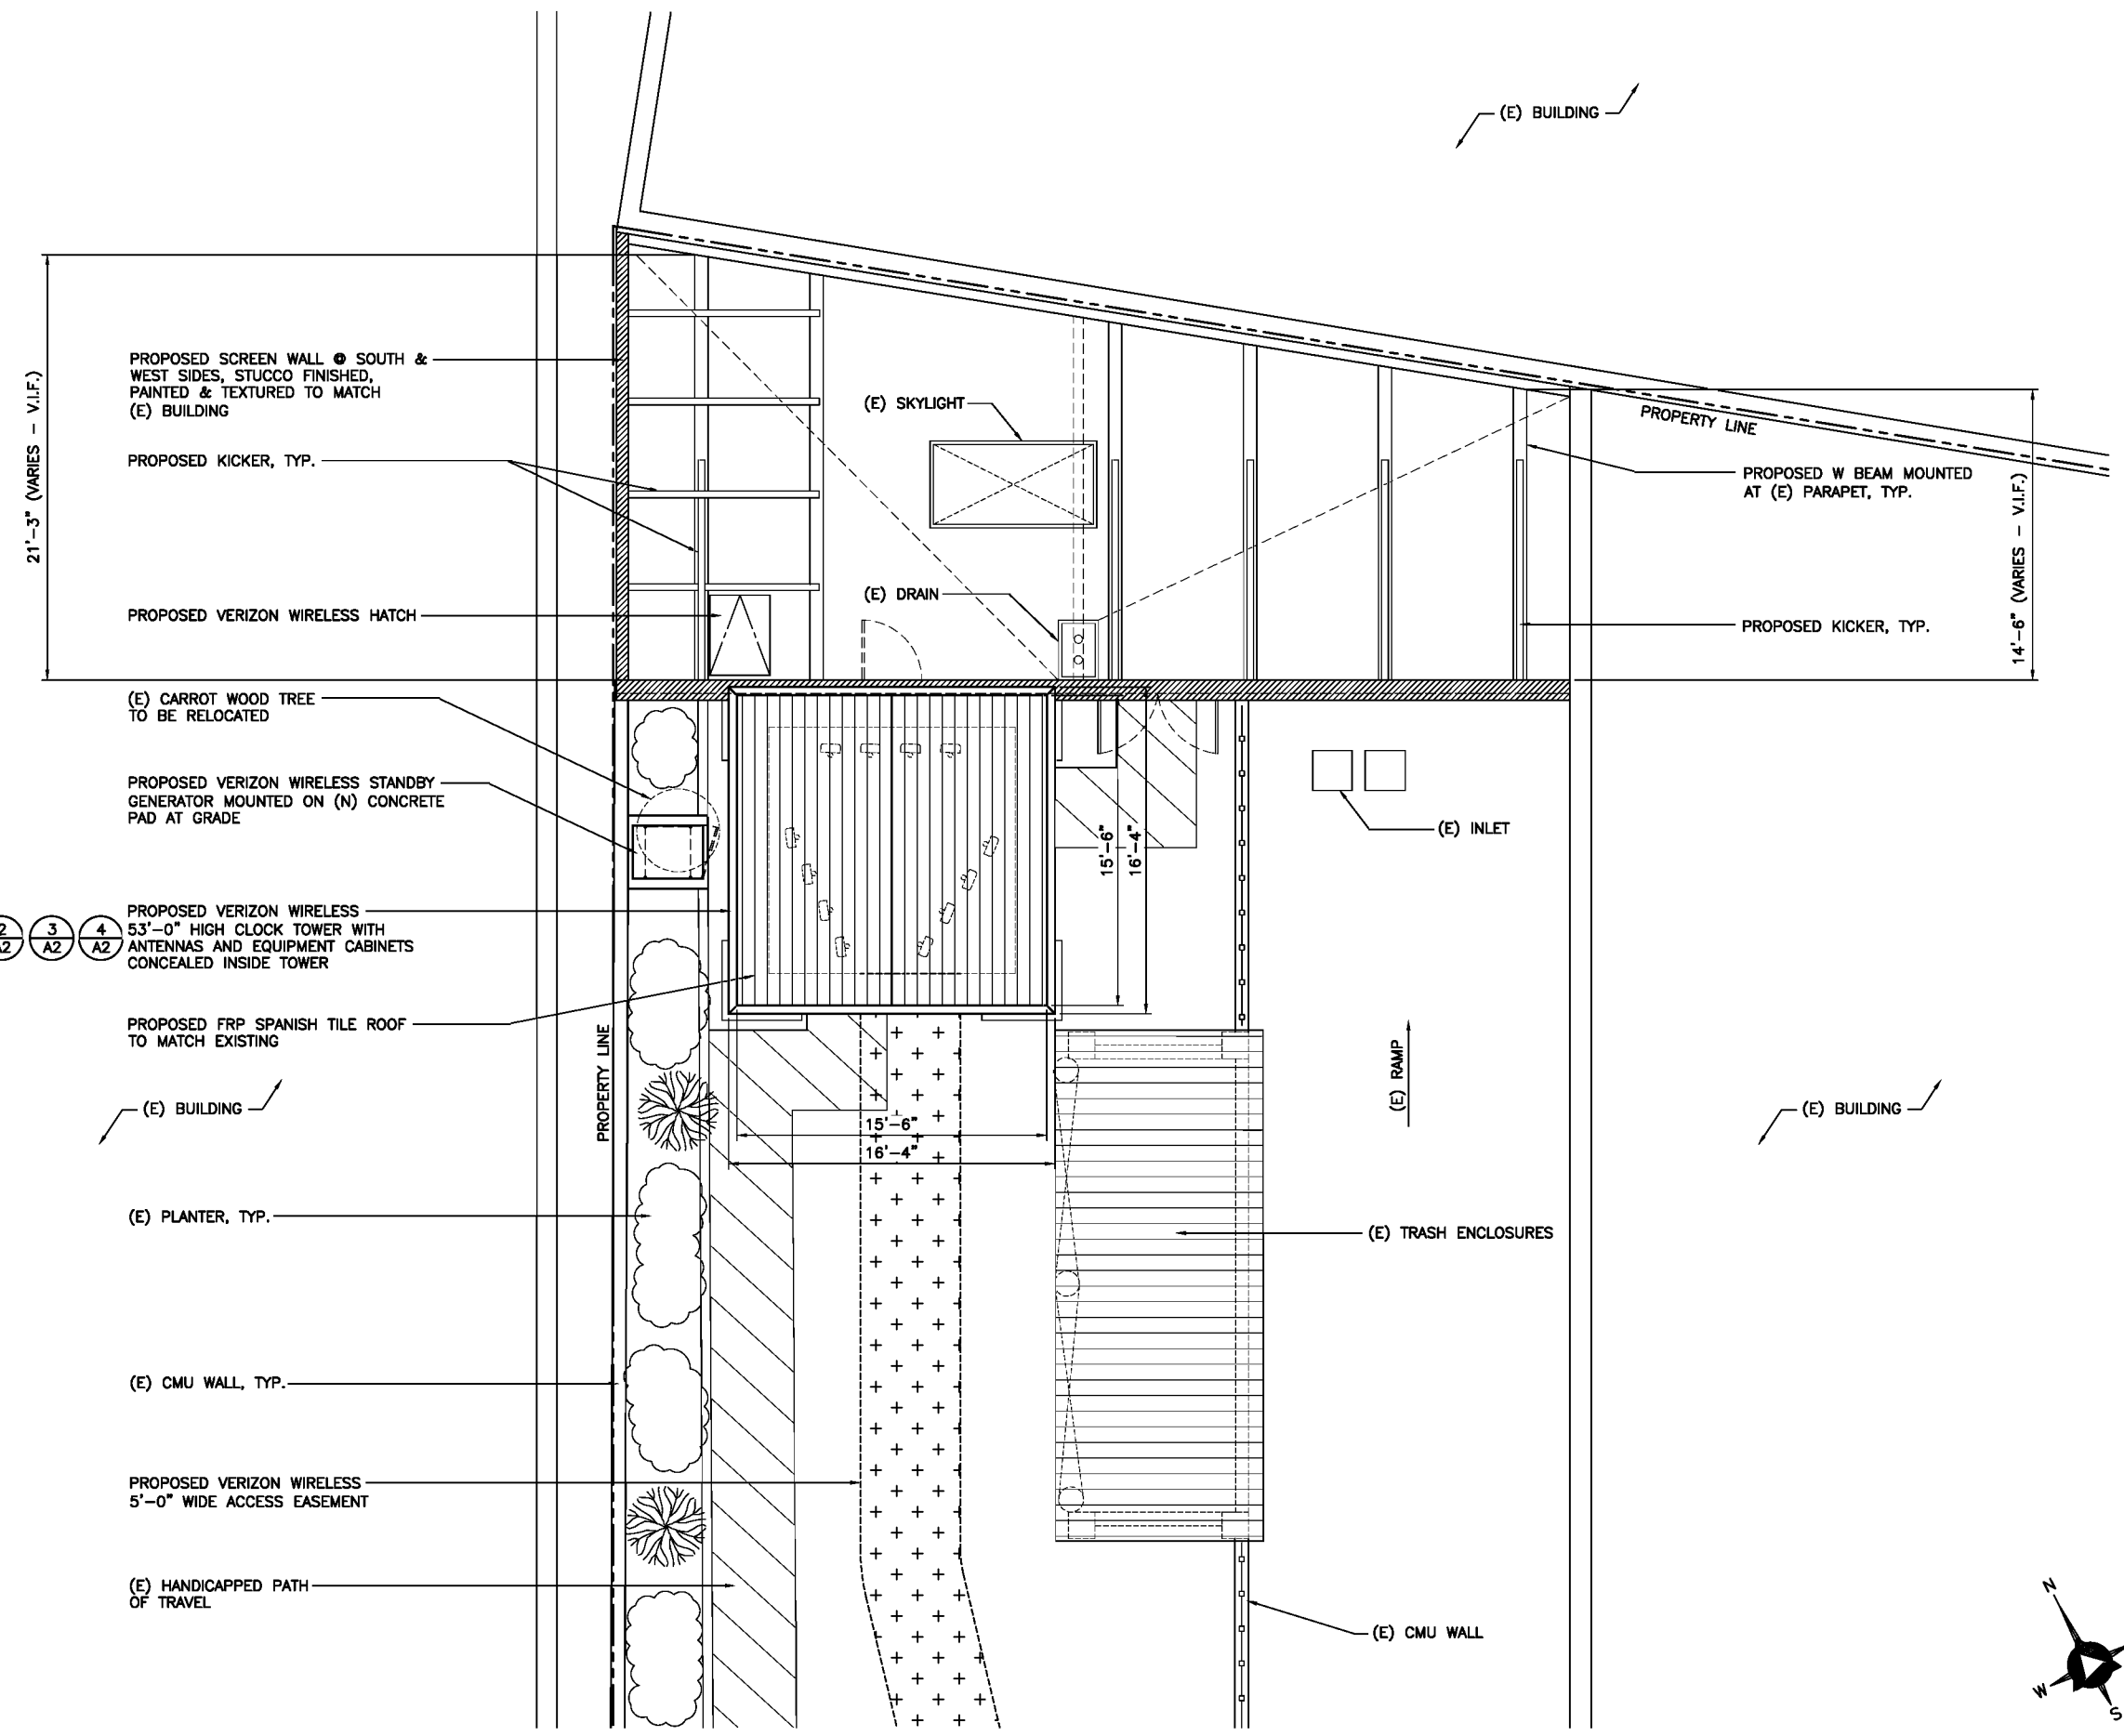 (E) BUILDING
PROPOSED SCREEN WALL @ SOUTH &
WEST SIDES, STUCCO FINISHED,
PAINTED & TEXTURED TO MATCH
(E) BUILDING
21'-3" (VARIES - V.I.F.)
PROPOSED KICKER, TYP.
PROPOSED VERIZON WIRELESS HATCH
(E) SKYLIGHT
(E) DRAIN
PROPERTY LINE
PROPOSED W BEAM MOUNTED
AT (E) PARAPET, TYP.
14'-6" (VARIES - V.I.F.)
PROPOSED KICKER, TYP.
(E) CARROT WOOD TREE
TO BE RELOCATED
PROPOSED VERIZON WIRELESS STANDBY
GENERATOR MOUNTED ON (N) CONCRETE
PAD AT GRADE
2
A2
3
A2
4
A2
PROPOSED VERIZON WIRELESS
53'-0" HIGH CLOCK TOWER WITH
ANTENNAS AND EQUIPMENT CABINETS
CONCEALED INSIDE TOWER
PROPOSED FRP SPANISH TILE ROOF
TO MATCH EXISTING
15'-6"
16'-4"
(E) INLET
(E) BUILDING
PROPERTY LINE
15'-6"
16'-4"
(E) RAMP
(E) BUILDING
(E) PLANTER, TYP.
(E) TRASH ENCLOSURES
(E) CMU WALL, TYP.
PROPOSED VERIZON WIRELESS
5'-0" WIDE ACCESS EASEMENT
(E) HANDICAPPED PATH
OF TRAVEL
(E) CMU WALL
N
W
S